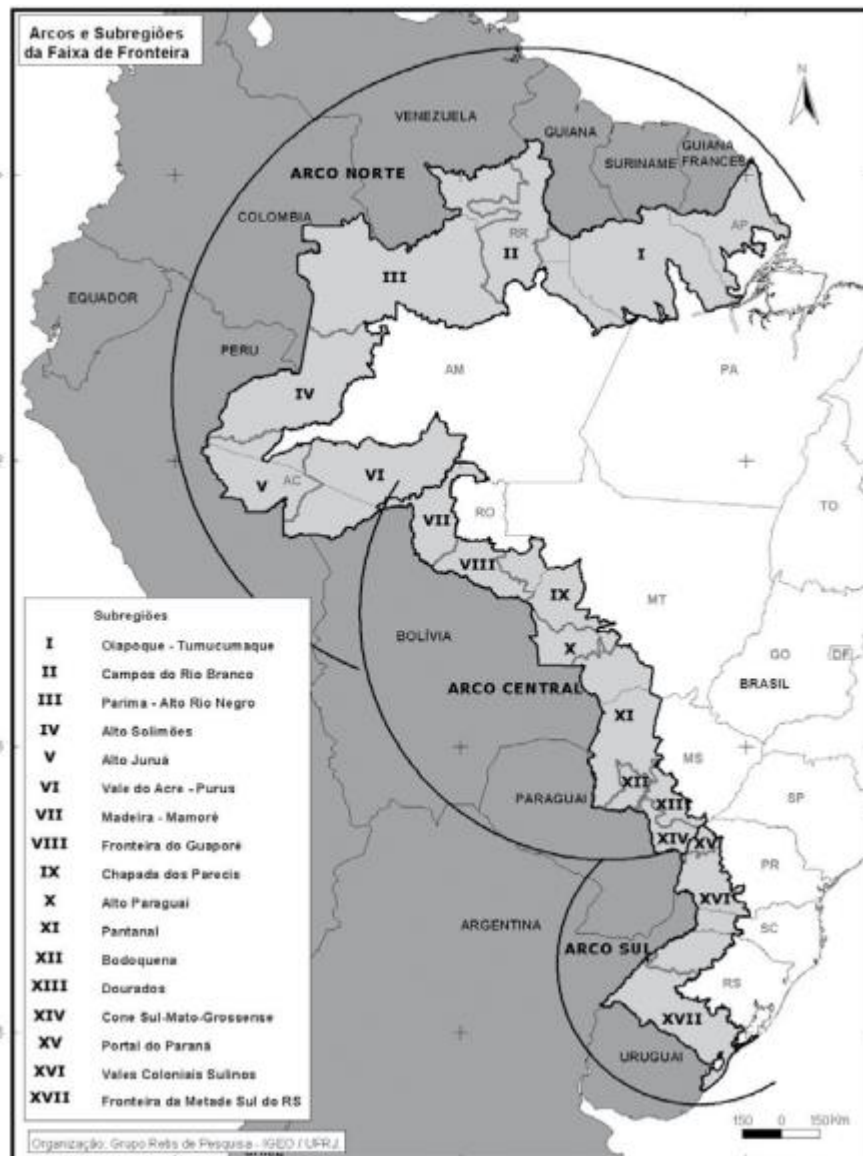 Arcos e Subregiões
da Faixa de Fronteira
N
VENEZUELA
GUIANA
GUIANA
FRANCES
SURINAME
ARCO NORTE
COLOMBIA
AP
RR
II
I
III
EQUADOR
PERU
AM
PA
IV
VI
V
AC
VII
RO
TO
VIII
IX
MT
BOLÍVIA
X
GO
DF
BRASIL
ARCO CENTRAL
XI
MS
XII
PARAGUAI
XIII
SP
XIV
XV
PR
XVI
ARGENTINA
SC
ARCO SUL
RS
XVII
URUGUAI
150 0 150Km
Subregiões
I Oiapoque - Tumucumaque
II Campos do Rio Branco
III Parima - Alto Rio Negro
IV Alto Solimões
V Alto Juruá
VI Vale do Acre - Purus
VII Madeira - Mamoré
VIII Fronteira do Guaporé
IX Chapada dos Parecis
X Alto Paraguai
XI Pantanal
XII Bodoquena
XIII Dourados
XIV Cone Sul-Mato-Grossense
XV Portal do Paraná
XVI Vales Coloniais Sulinos
XVII Fronteira da Metade Sul do RS
Organização: Grupo Retis de Pesquisa - IGEO / UFRJ